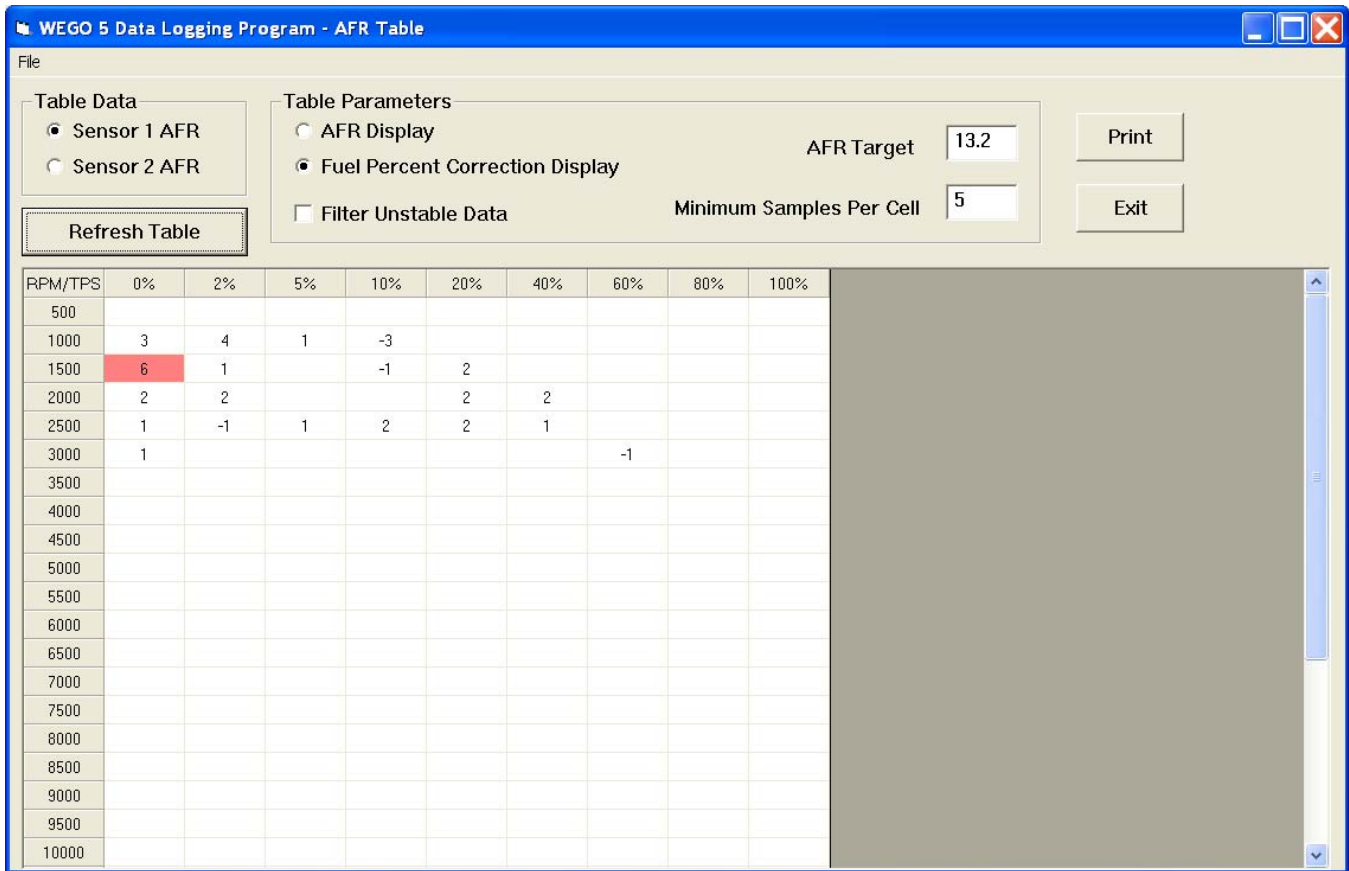 WEGO 5 Data Logging Program - AFR Table
File
Table Data
Sensor 1 AFR
Sensor 2 AFR
Refresh Table
Table Parameters
AFR Display
Fuel Percent Correction Display
Filter Unstable Data
AFR Target 13.2
Minimum Samples Per Cell 5
Print
Exit
RPM/TPS 0% 2% 5% 10% 20% 40% 60% 80% 100%
500
1000 3 4 1 -3
1500 6 1 -1 2
2000 2 2 2 2
2500 1 -1 1 2 2 1
3000 1 -1
3500
4000
4500
5000
5500
6000
6500
7000
7500
8000
8500
9000
9500
10000